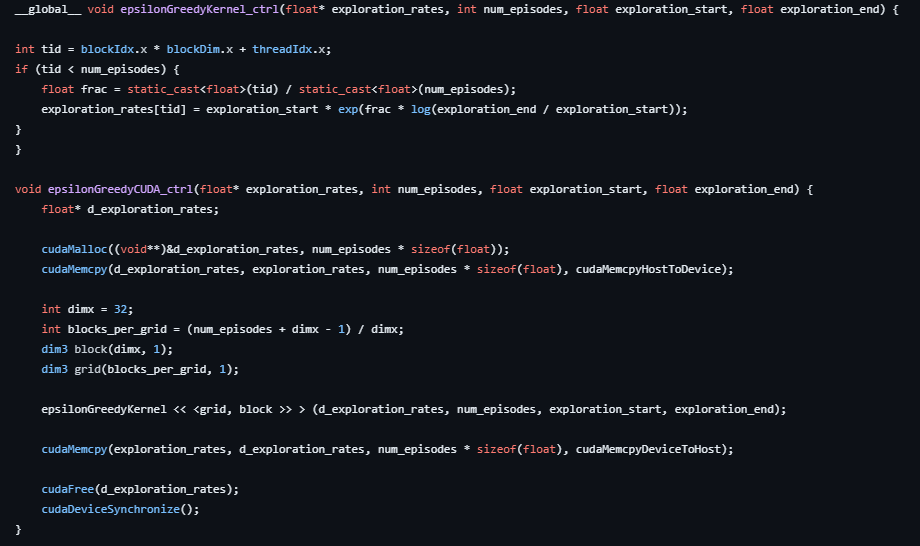 __global__ void epsilonGreedyKernel_ctrl(float* exploration_rates, int num_episodes, float exploration_start, float exploration_end) {
int tid = blockIdx.x * blockDim.x + threadIdx.x;
if (tid < num_episodes) {
    float frac = static_cast<float>(tid) / static_cast<float>(num_episodes);
    exploration_rates[tid] = exploration_start * exp(frac * log(exploration_end / exploration_start));
}
}
void epsilonGreedyCUDA_ctrl(float* exploration_rates, int num_episodes, float exploration_start, float exploration_end) {
    float* d_exploration_rates;
    cudaMalloc((void**)&d_exploration_rates, num_episodes * sizeof(float));
    cudaMemcpy(d_exploration_rates, exploration_rates, num_episodes * sizeof(float), cudaMemcpyHostToDevice);
    int dimx = 32;
    int blocks_per_grid = (num_episodes + dimx - 1) / dimx;
    dim3 block(dimx, 1);
    dim3 grid(blocks_per_grid, 1);
    epsilonGreedyKernel << <grid, block >> > (d_exploration_rates, num_episodes, exploration_start, exploration_end);
    cudaMemcpy(exploration_rates, d_exploration_rates, num_episodes * sizeof(float), cudaMemcpyDeviceToHost);
    cudaFree(d_exploration_rates);
    cudaDeviceSynchronize();
}